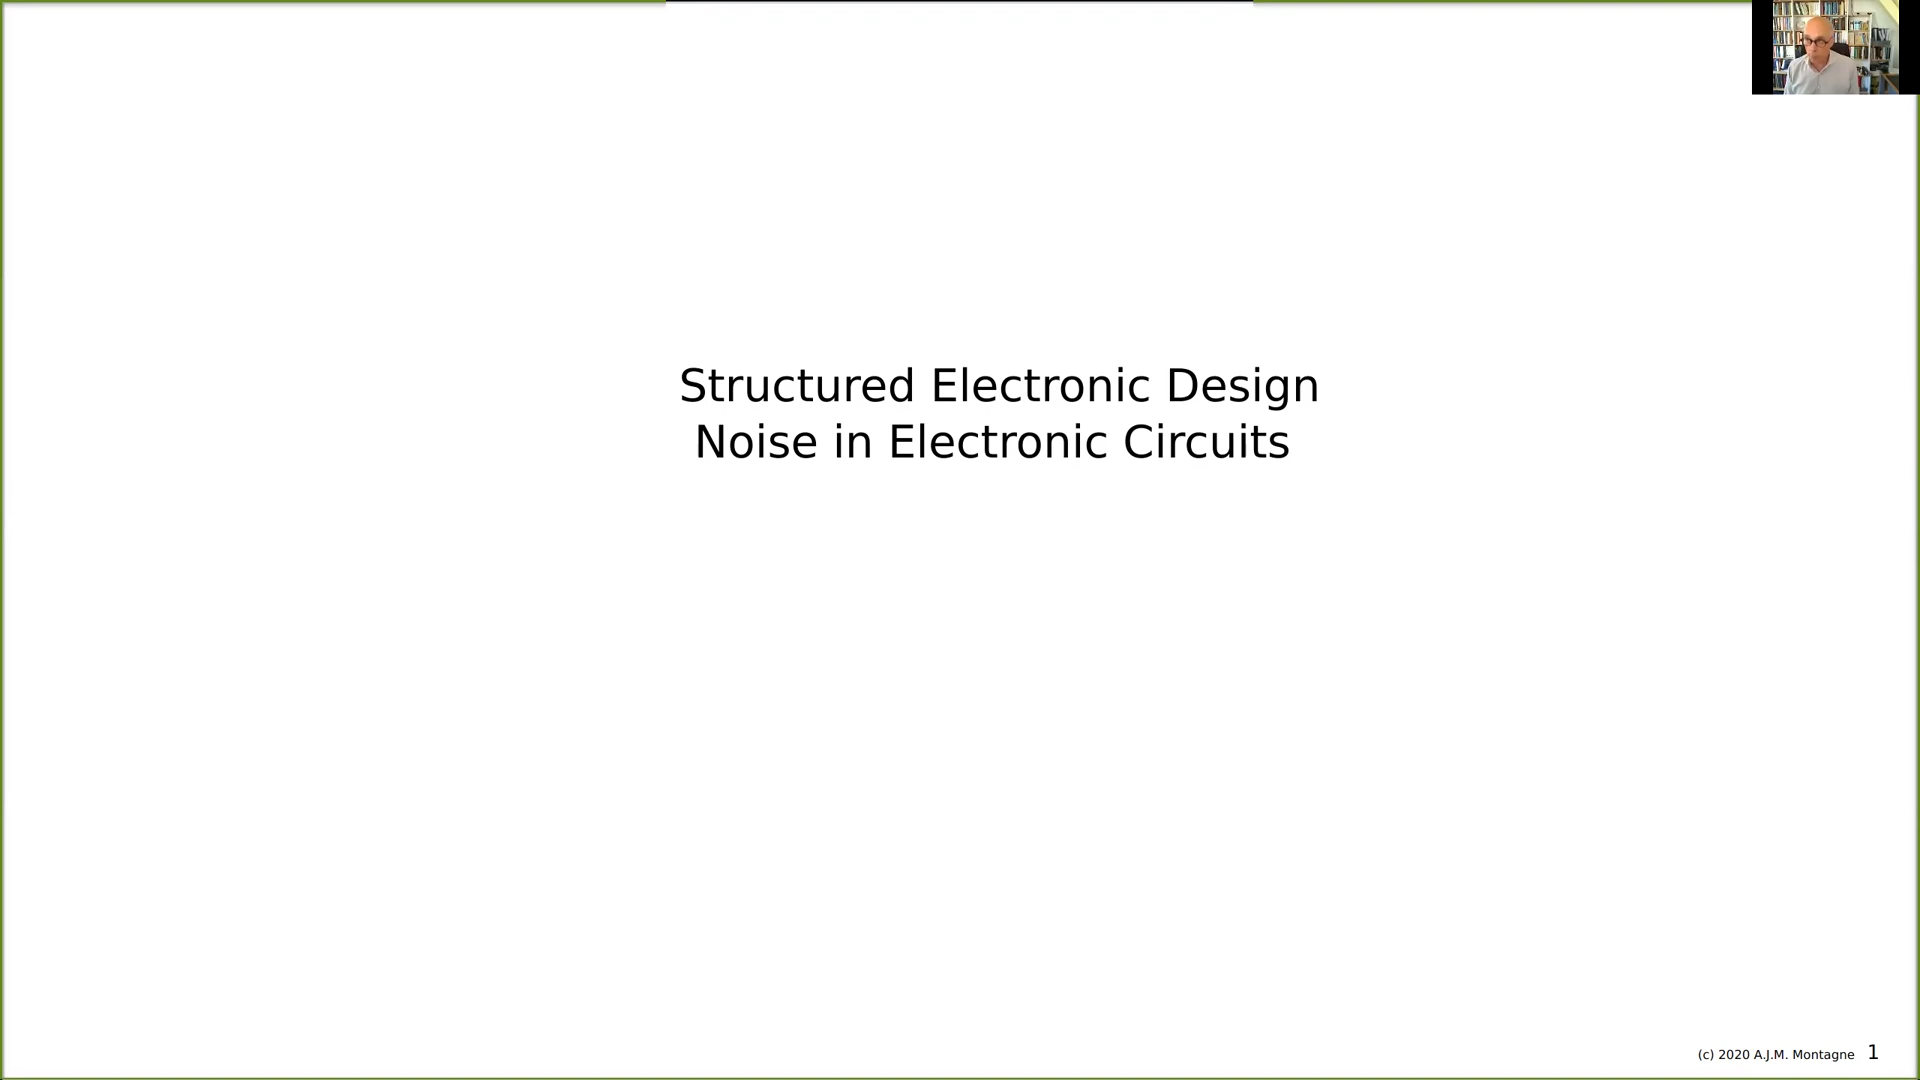 Structured Electronic Design
Noise in Electronic Circuits
(c) 2020 A.J.M. Montagne 1